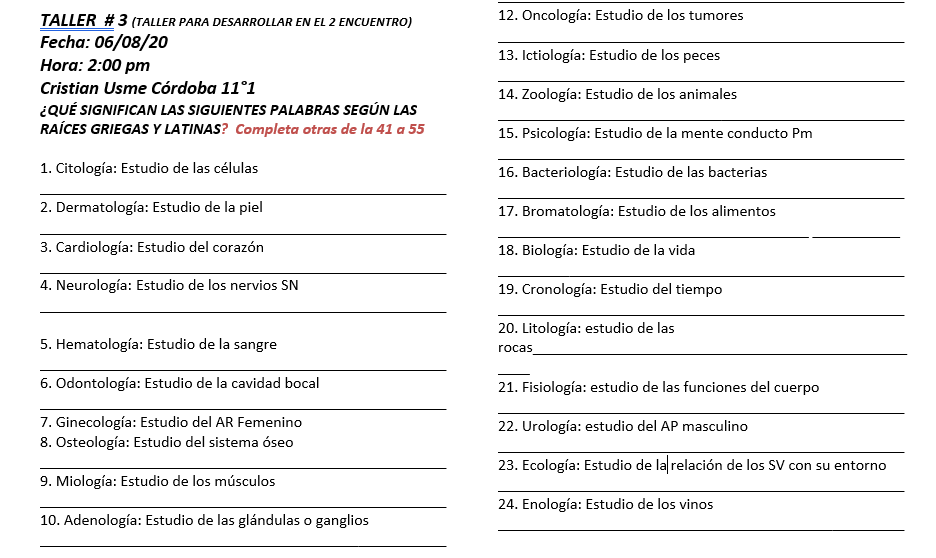 TALLER # 3 (TALLER PARA DESARROLLAR EN EL 2 ENCUENTRO)
Fecha: 06/08/20
Hora: 2:00 pm
Cristian Usme Córdoba 11°1
¿QUÉ SIGNIFICAN LAS SIGUIENTES PALABRAS SEGÚN LAS
RAÍCES GRIEGAS Y LATINAS? Completa otras de la 41 a 55
1. Citología: Estudio de las células
2. Dermatología: Estudio de la piel
3. Cardiología: Estudio del corazón
4. Neurología: Estudio de los nervios SN
5. Hematología: Estudio de la sangre
6. Odontología: Estudio de la cavidad bocal
7. Ginecología: Estudio del AR Femenino
8. Osteología: Estudio del sistema óseo
9. Miología: Estudio de los músculos
10. Adenología: Estudio de las glándulas o ganglios
12. Oncología: Estudio de los tumores
13. Ictiología: Estudio de los peces
14. Zoología: Estudio de los animales
15. Psicología: Estudio de la mente conducto Pm
16. Bacteriología: Estudio de las bacterias
17. Bromatología: Estudio de los alimentos
18. Biología: Estudio de la vida
19. Cronología: Estudio del tiempo
20. Litología: estudio de las
rocas
21. Fisiología: estudio de las funciones del cuerpo
22. Urología: estudio del AP masculino
23. Ecología: Estudio de la relación de los SV con su entorno
24. Enología: Estudio de los vinos